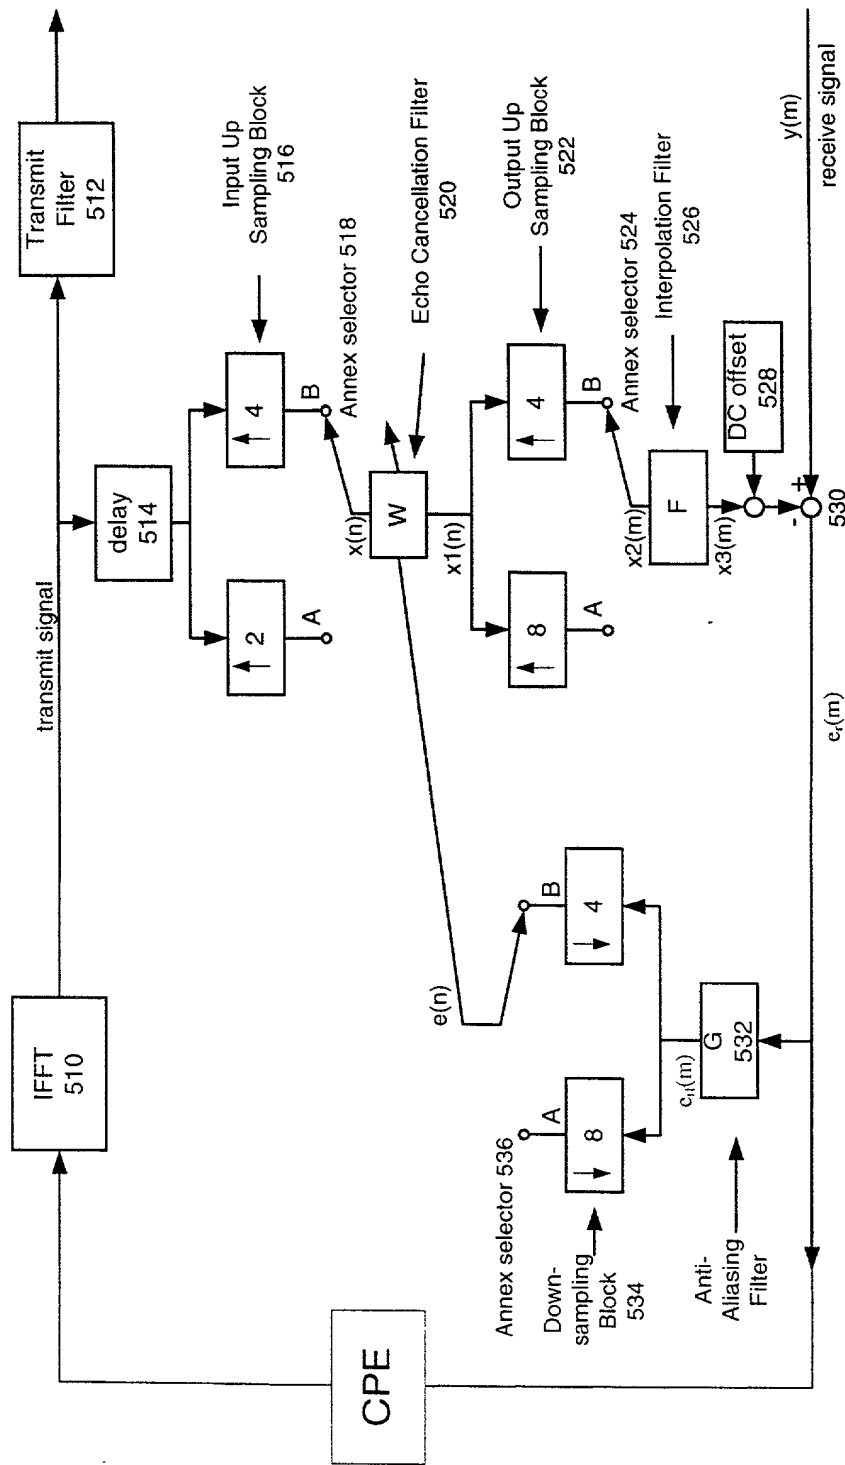 CPE
IFFT
510
transmit signal
Transmit
Filter
512
delay
514
2
A
4
B
Input Up
Sampling Block
516
Annex selector 518
x(n)
W
Echo Cancellation Filter
520
x1(n)
8
A
4
B
Output Up
Sampling Block
522
Annex selector 524
x2(m)
F
Interpolation Filter
526
x3(m)
DC offset
528
-
+
530
y(m)
receive signal
e(n)
Annex selector 536
A
8
B
4
Down-
sampling
Block
534
G
532
Anti-
Aliasing
Filter
er(m)